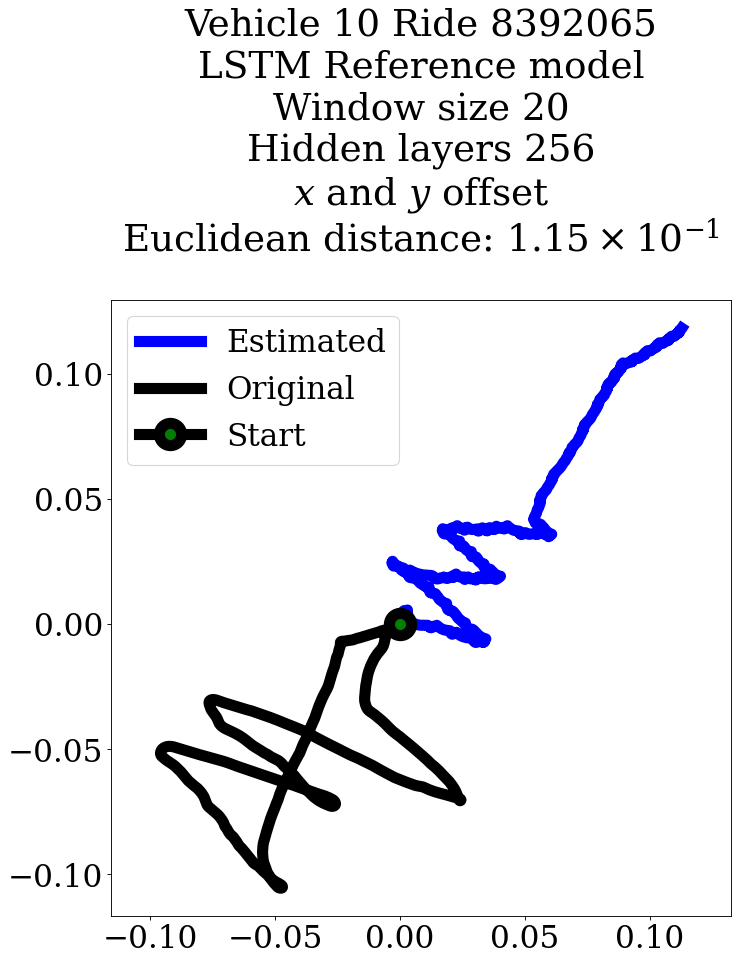 Vehicle 10 Ride 8392065
LSTM Reference model
Window size 20
Hidden layers 256
x and y offset
Euclidean distance: 1.15 × 10⁻¹
Estimated
Original
Start
0.10
0.05
0.00
−0.05
−0.10
−0.10 −0.05 0.00 0.05 0.10